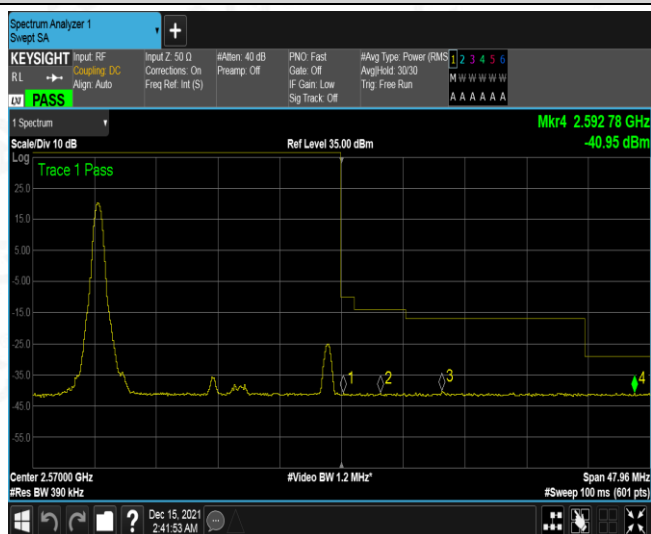 Spectrum Analyzer 1
Swept SA
+
KEYSIGHT
RL
LXI PASS
Input: RF
Coupling: DC
Align: Auto
Input Z: 50 Ω
Corrections: On
Freq Ref: Int (S)
#Atten: 40 dB
Preamp: Off
PNO: Fast
Gate: Off
IF Gain: Low
Sig Track: Off
#Avg Type: Power (RMS
Avg|Hold: 30/30
Trig: Free Run
1 2 3 4 5 6
M W W W W W
A A A A A A
1 Spectrum
Mkr4 2.592 78 GHz
Scale/Div 10 dB
Ref Level 35.00 dBm
-40.95 dBm
Log
Trace 1 Pass
25.0
15.0
5.00
-5.00
-15.0
-25.0
-35.0
1
2
3
4
-45.0
-55.0
Center 2.57000 GHz
#Video BW 1.2 MHz*
Span 47.96 MHz
#Res BW 390 kHz
#Sweep 100 ms (601 pts)
?
Dec 15, 2021
2:41:53 AM